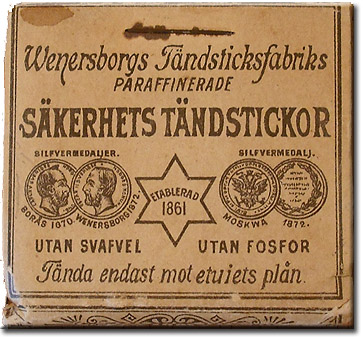 Wenersborgs Tändsticksfabriks
PARAFFINERADE
SÄKERHETS TÄNDSTICKOR
SILFVERMEDALJER. SILFVERMEDALJ.
ETABLERAD
1861
BORÅS 1870. WENERSBORG 1872. MOSKWA 1872.
UTAN SVAFVEL UTAN FOSFOR
Tända endast mot etuiets plån.